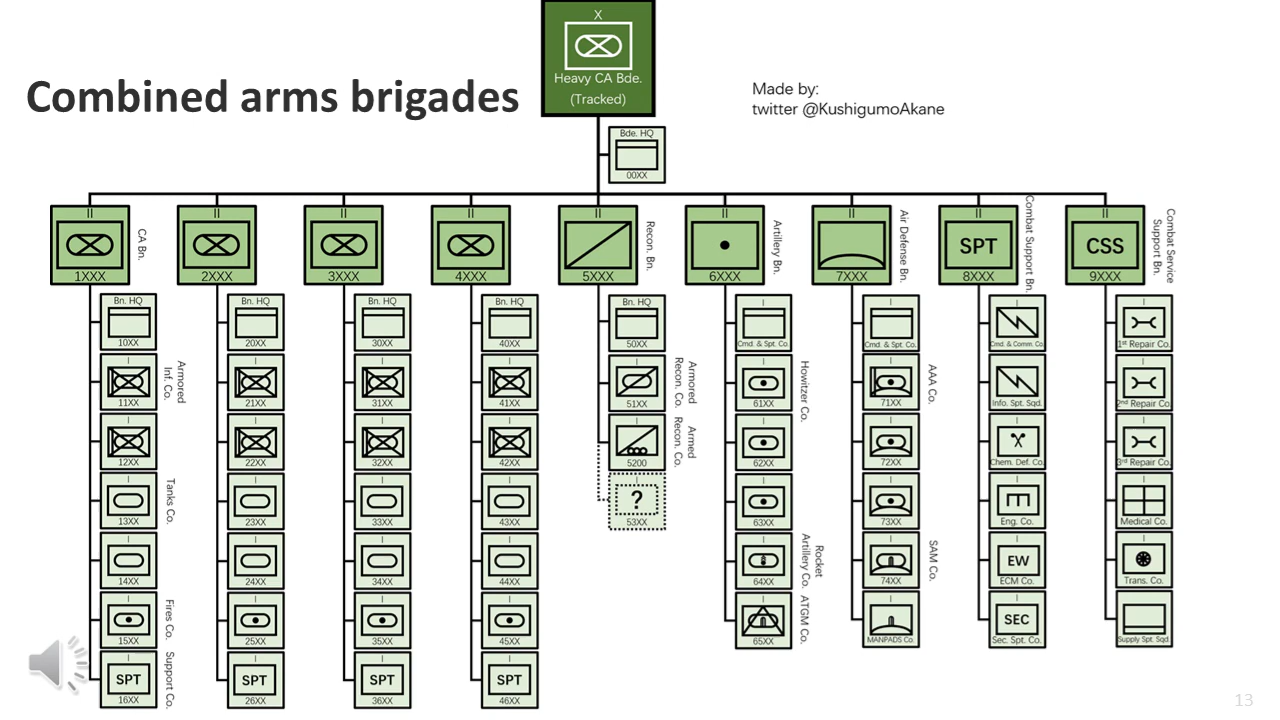 X
Heavy CA Bde.
(Tracked)
Combined arms brigades
Made by:
twitter @KushigumoAkane
Bde. HQ
00XX
II
1XXX
CA Bn.
II
2XXX
II
3XXX
II
4XXX
II
5XXX
Recon. Bn.
II
6XXX
Artillery Bn.
II
7XXX
Air Defense Bn.
II
SPT
8XXX
Combat Support Bn.
II
CSS
9XXX
Combat Service
Support Bn.
Bn. HQ
10XX
I
11XX
Armored
Inf. Co.
I
12XX
I
13XX
Tanks Co.
I
14XX
I
15XX
Fires Co.
I
SPT
16XX
Support Co.
Bn. HQ
20XX
I
21XX
I
22XX
I
23XX
I
24XX
I
25XX
I
SPT
26XX
Bn. HQ
30XX
I
31XX
I
32XX
I
33XX
I
34XX
I
35XX
I
SPT
36XX
Bn. HQ
40XX
I
41XX
I
42XX
I
43XX
I
44XX
I
45XX
I
SPT
46XX
Bn. HQ
50XX
I
51XX
Armored
Recon. Co.
I
5200
Armed
Recon. Co.
I
?
53XX
I
Cmd. & Spt. Co.
I
61XX
Howitzer Co.
I
62XX
I
63XX
I
64XX
Rocket
Artillery Co.
I
65XX
ATGM Co.
I
Cmd. & Spt. Co.
I
71XX
AAA Co.
I
72XX
I
73XX
I
74XX
SAM Co.
I
MANPADS Co.
I
Cmd. & Comm. Co.
I
Info. Spt. Sqd.
I
Chem. Def. Co.
I
Eng. Co.
I
EW
ECM Co.
I
SEC
Sec. Spt. Co.
I
1st Repair Co.
I
2nd Repair Co.
I
3rd Repair Co.
I
Medical Co.
I
Trans. Co.
I
Supply Spt. Sqd.
13